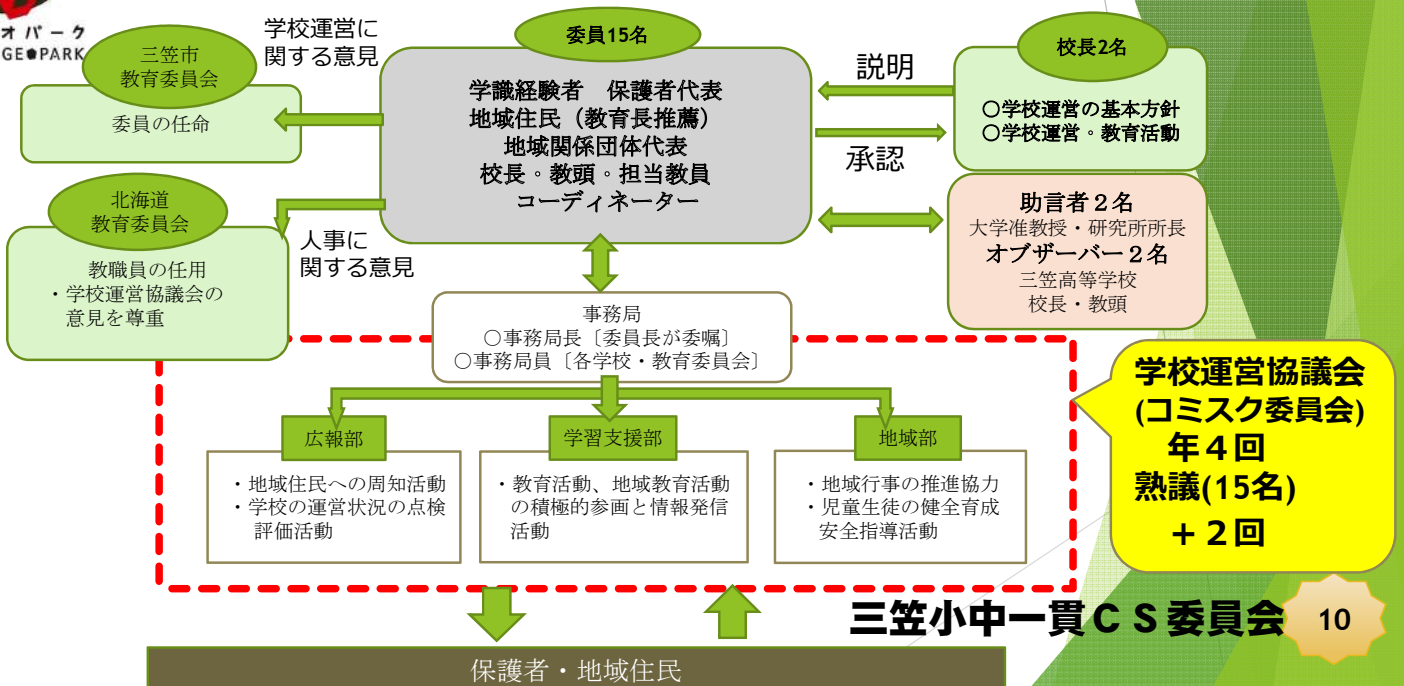 オパーク
GEOPARK
三笠市
教育委員会
委員の任命
学校運営に
関する意見
北海道
教育委員会
教職員の任用
・学校運営協議会の
意見を尊重
人事に
関する意見
委員15名
学識経験者　保護者代表
地域住民（教育長推薦）
地域関係団体代表
校長。教頭。担当教員
コーディネーター
説明
承認
校長2名
〇学校運営の基本方針
〇学校運営。教育活動
助言者２名
大学准教授・研究所所長
オブザーバー２名
三笠高等学校
校長・教頭
事務局
〇事務局長〔委員長が委嘱〕
〇事務局員〔各学校・教育委員会〕
広報部
・地域住民への周知活動
・学校の運営状況の点検
評価活動
学習支援部
・教育活動、地域教育活動
の積極的参画と情報発信
活動
地域部
・地域行事の推進協力
・児童生徒の健全育成
安全指導活動
学校運営協議会
(コミスク委員会)
年４回
熟議(15名)
＋２回
三笠小中一貫ＣＳ委員会
10
保護者・地域住民